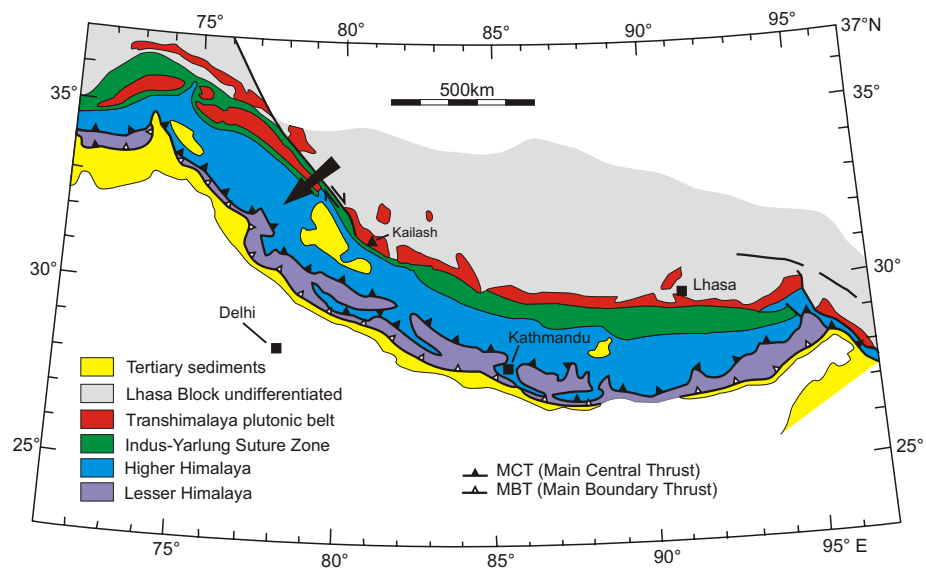 75°
80°
85°
90°
95°
37°N
500km
35°
35°
Kailash
30°
30°
Lhasa
Delhi
Kathmandu
Tertiary sediments
Lhasa Block undifferentiated
Transhimalaya plutonic belt
Indus-Yarlung Suture Zone
Higher Himalaya
Lesser Himalaya
25°
25°
MCT (Main Central Thrust)
MBT (Main Boundary Thrust)
75°
80°
85°
90°
95° E